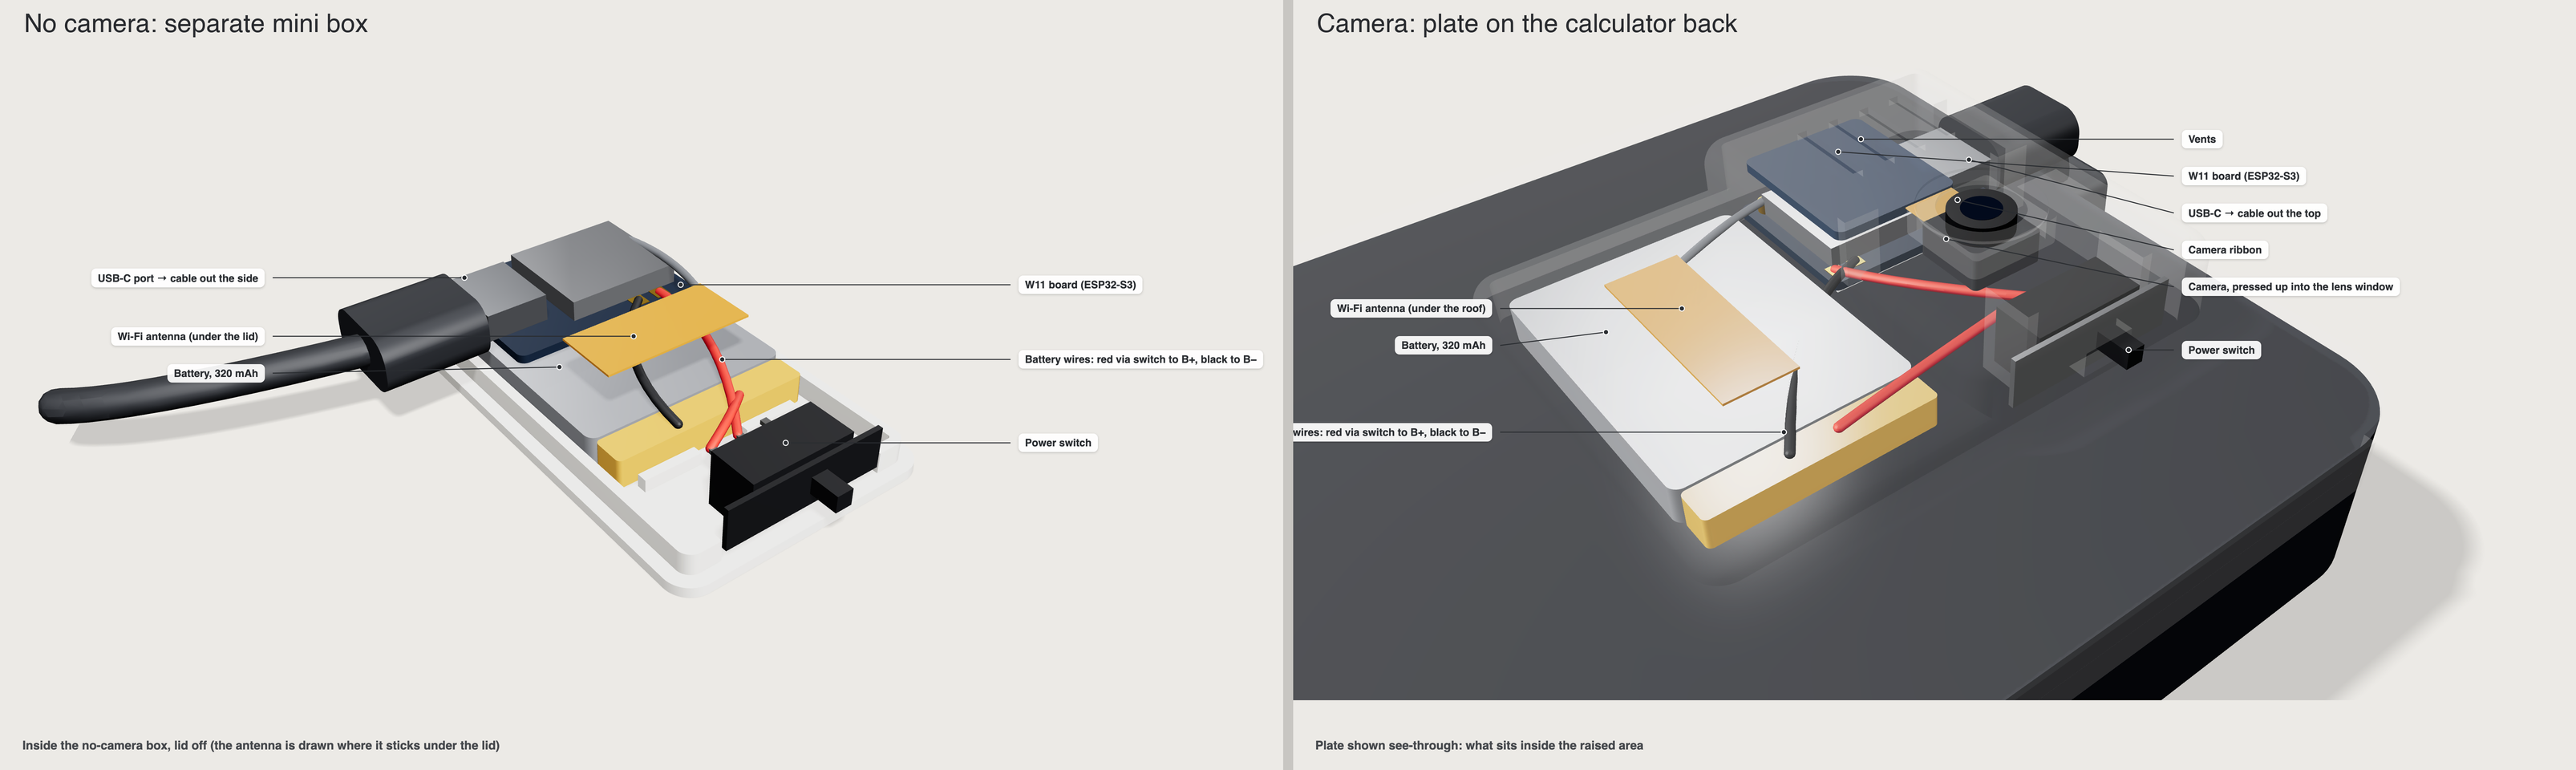 No camera: separate mini box
USB-C port → cable out the side
Wi-Fi antenna (under the lid)
Battery, 320 mAh
W11 board (ESP32-S3)
Battery wires: red via switch to B+, black to B−
Power switch
Inside the no-camera box, lid off (the antenna is drawn where it sticks under the lid)
Camera: plate on the calculator back
Wi-Fi antenna (under the roof)
Battery, 320 mAh
wires: red via switch to B+, black to B−
Vents
W11 board (ESP32-S3)
USB-C → cable out the top
Camera ribbon
Camera, pressed up into the lens window
Power switch
Plate shown see-through: what sits inside the raised area